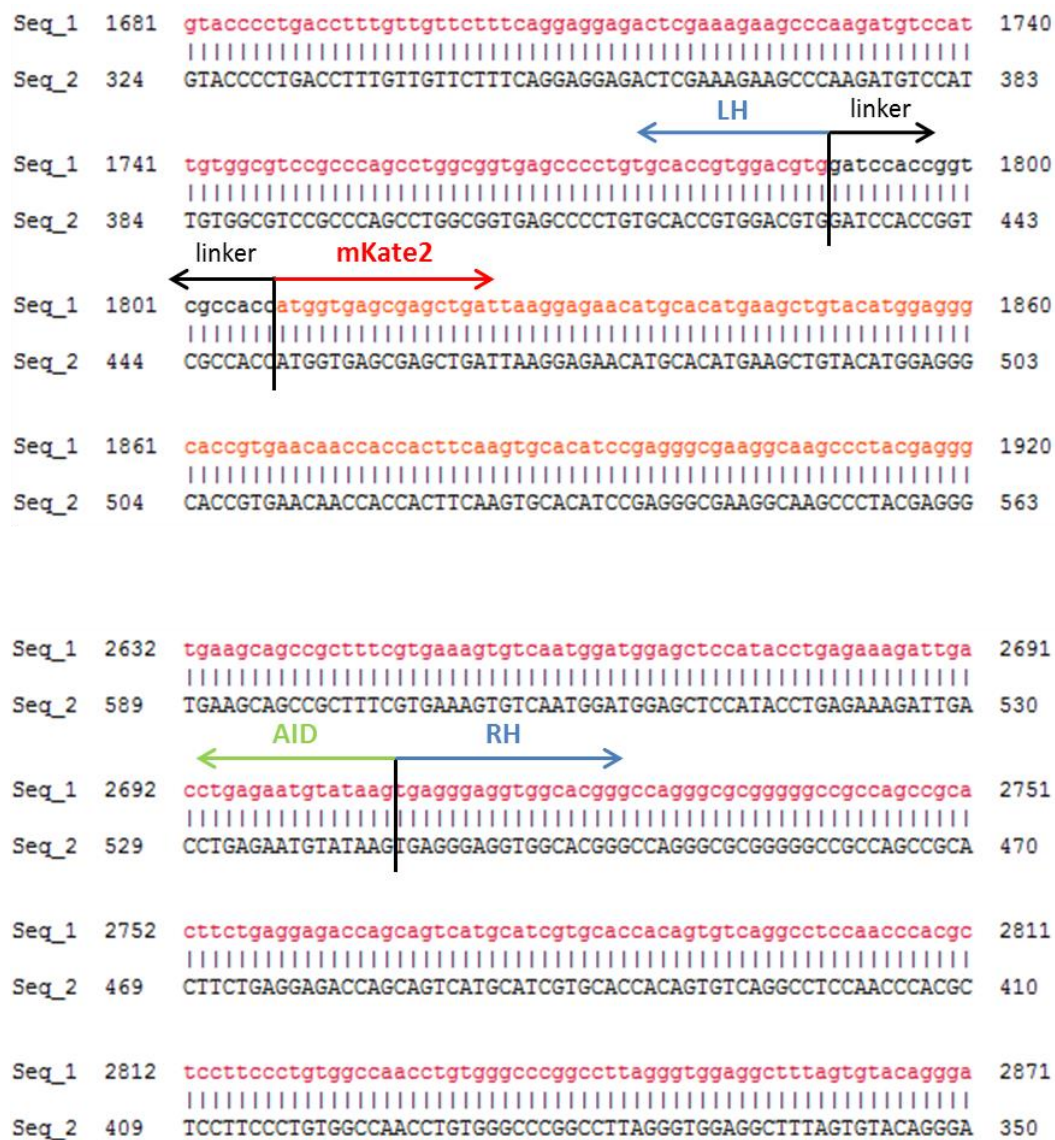 Seq_1 1681 gtacccctgacctttgttgttctttcaggaggagactcgaaagaagcccaagatgtccat 1740
Seq_2 324 GTACCCCTGACCTTTGTTGTTCTTTCAGGAGGAGACTCGAAAGAAGCCCAAGATGTCCAT 383
LH linker
Seq_1 1741 tgtggcgtccgcccagcctggcggtgagcccctgtgcaccgtggacgtggatccaccggt 1800
Seq_2 384 TGTGGCGTCCGCCCAGCCTGGCGGTGAGCCCCTGTGCACCGTGGACGTGGATCCACCGGT 443
linker mKate2
Seq_1 1801 cgccaccatggtgagcgagctgattaaggagaacatgcacatgaagctgtacatggaggg 1860
Seq_2 444 CGCCACCATGGTGAGCGAGCTGATTAAGGAGAACATGCACATGAAGCTGTACATGGAGGG 503
Seq_1 1861 caccgtgaacaaccaccacttcaagtgcacatccgagggcgaaggcaagccctacgaggg 1920
Seq_2 504 CACCGTGAACAACCACCACTTCAAGTGCACATCCGAGGGCGAAGGCAAGCCCTACGAGGG 563
Seq_1 2632 tgaagcagccgctttcgtgaaagtgtcaatggatggagctccatacctgagaaagattga 2691
Seq_2 589 TGAAGCAGCCGCTTTCGTGAAAGTGTCAATGGATGGAGCTCCATACCTGAGAAAGATTGA 530
AID RH
Seq_1 2692 cctgagaatgtataagtgagggaggtggcacgggccagggcgcgggggccgccagccgca 2751
Seq_2 529 CCTGAGAATGTATAAGTGAGGGAGGTGGCACGGGCCAGGGCGCGGGGGCCGCCAGCCGCA 470
Seq_1 2752 cttctgaggagaccagcagtcatgcatcgtgcaccacagtgtcaggcctccaacccacgc 2811
Seq_2 469 CTTCTGAGGAGACCAGCAGTCATGCATCGTGCACCACAGTGTCAGGCCTCCAACCCACGC 410
Seq_1 2812 tccttccctgtggccaacctgtgggcccggccttagggtggaggctttagtgtacaggga 2871
Seq_2 409 TCCTTCCCTGTGGCCAACCTGTGGGCCCGGCCTTAGGGTGGAGGCTTTAGTGTACAGGGA 350